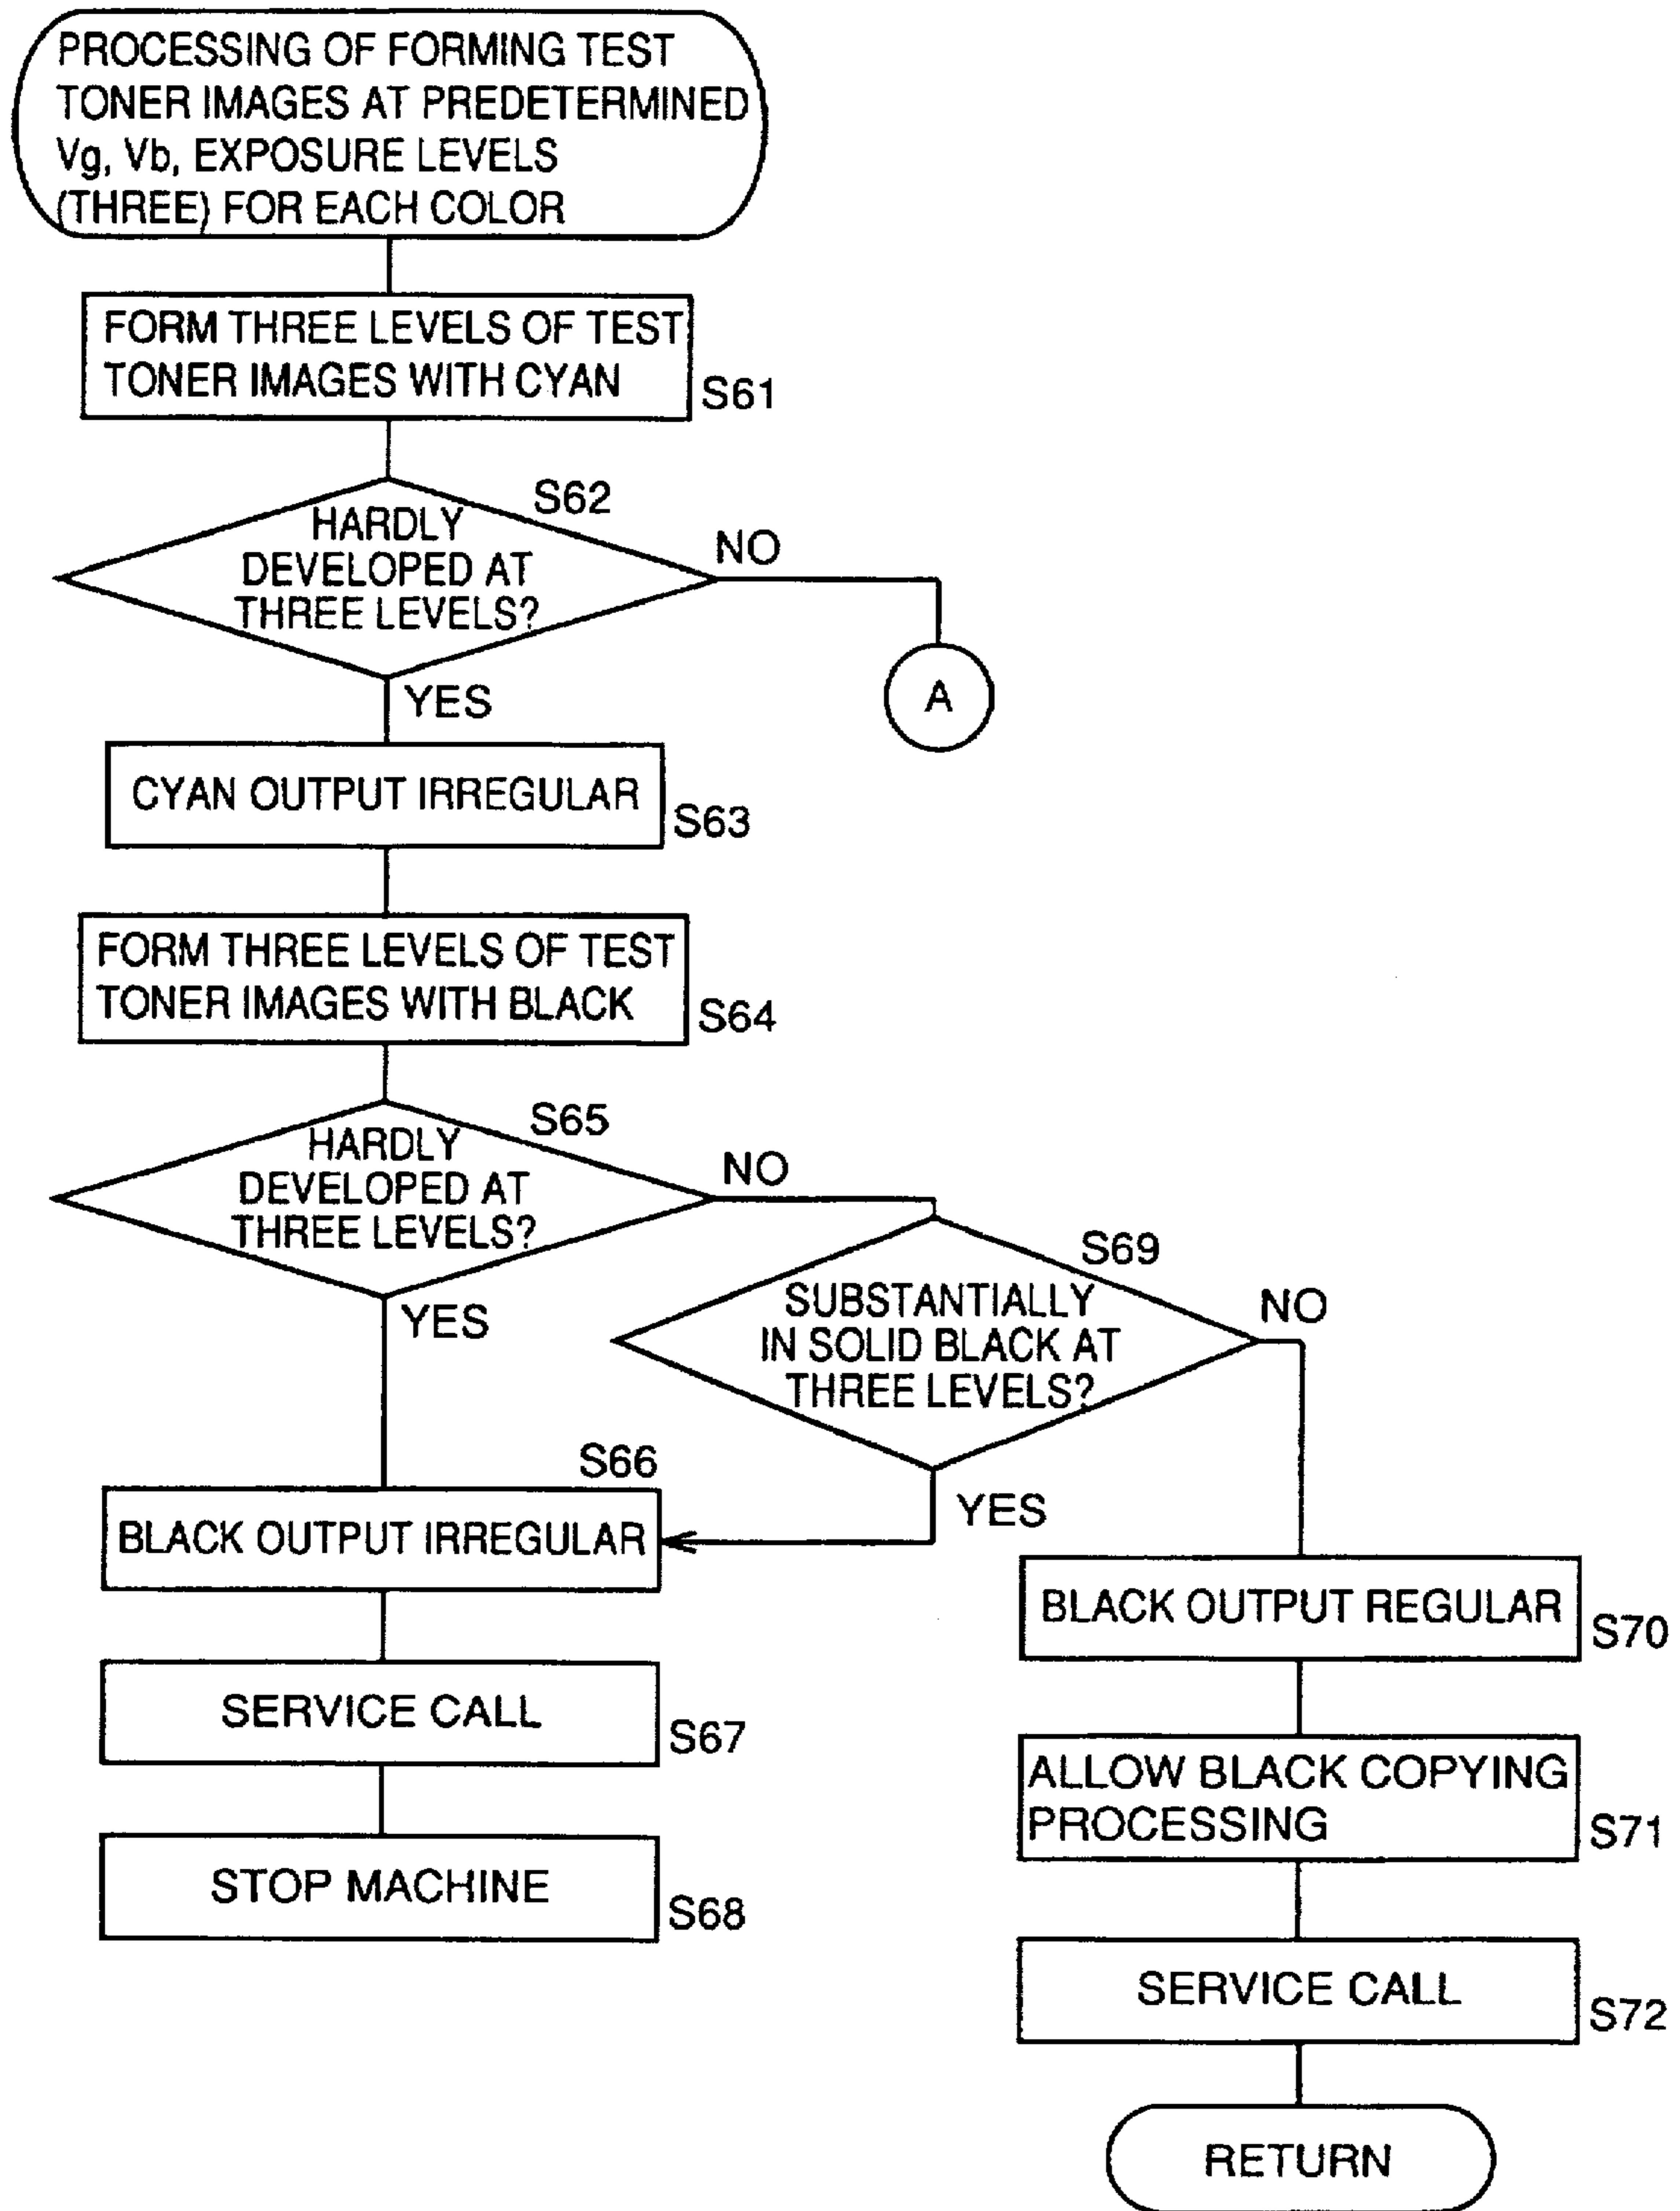 PROCESSING OF FORMING TEST
TONER IMAGES AT PREDETERMINED
Vg, Vb, EXPOSURE LEVELS
(THREE) FOR EACH COLOR
FORM THREE LEVELS OF TEST
TONER IMAGES WITH CYAN
S61
S62
HARDLY
DEVELOPED AT
THREE LEVELS?
NO
A
YES
CYAN OUTPUT IRREGULAR
S63
FORM THREE LEVELS OF TEST
TONER IMAGES WITH BLACK
S64
S65
HARDLY
DEVELOPED AT
THREE LEVELS?
NO
YES
S69
SUBSTANTIALLY
IN SOLID BLACK AT
THREE LEVELS?
NO
YES
S66
BLACK OUTPUT IRREGULAR
SERVICE CALL
S67
STOP MACHINE
S68
BLACK OUTPUT REGULAR
S70
ALLOW BLACK COPYING
PROCESSING
S71
SERVICE CALL
S72
RETURN